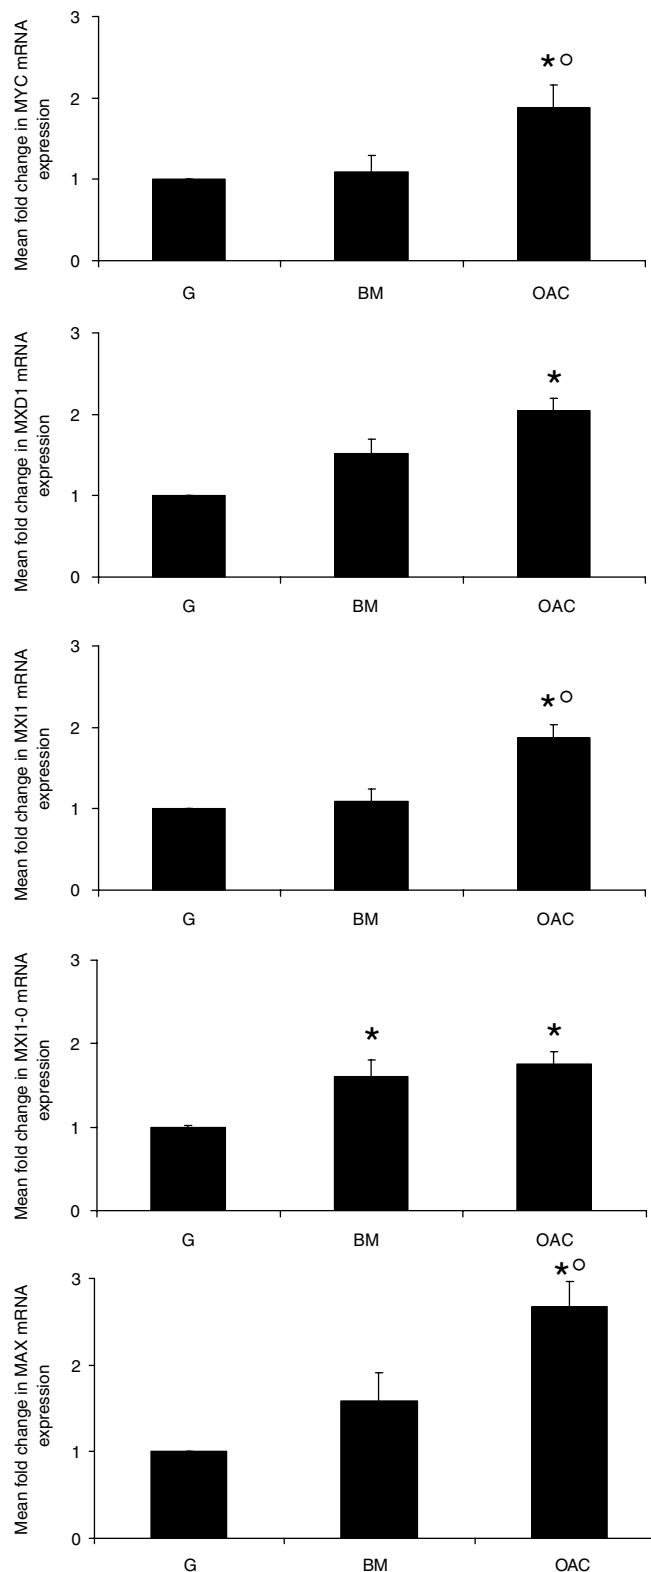 Mean fold change in MYC mRNA
expression
3
2
1
0
* ○
G BM OAC
Mean fold change in MXD1 mRNA
expression
3
2
1
0
*
G BM OAC
Mean fold change in MXI1 mRNA
expression
3
2
1
0
* ○
G BM OAC
Mean fold change in MXI1-0 mRNA
expression
3
2
1
0
* *
G BM OAC
Mean fold change in MAX mRNA
expression
3
2
1
0
* ○
G BM OAC